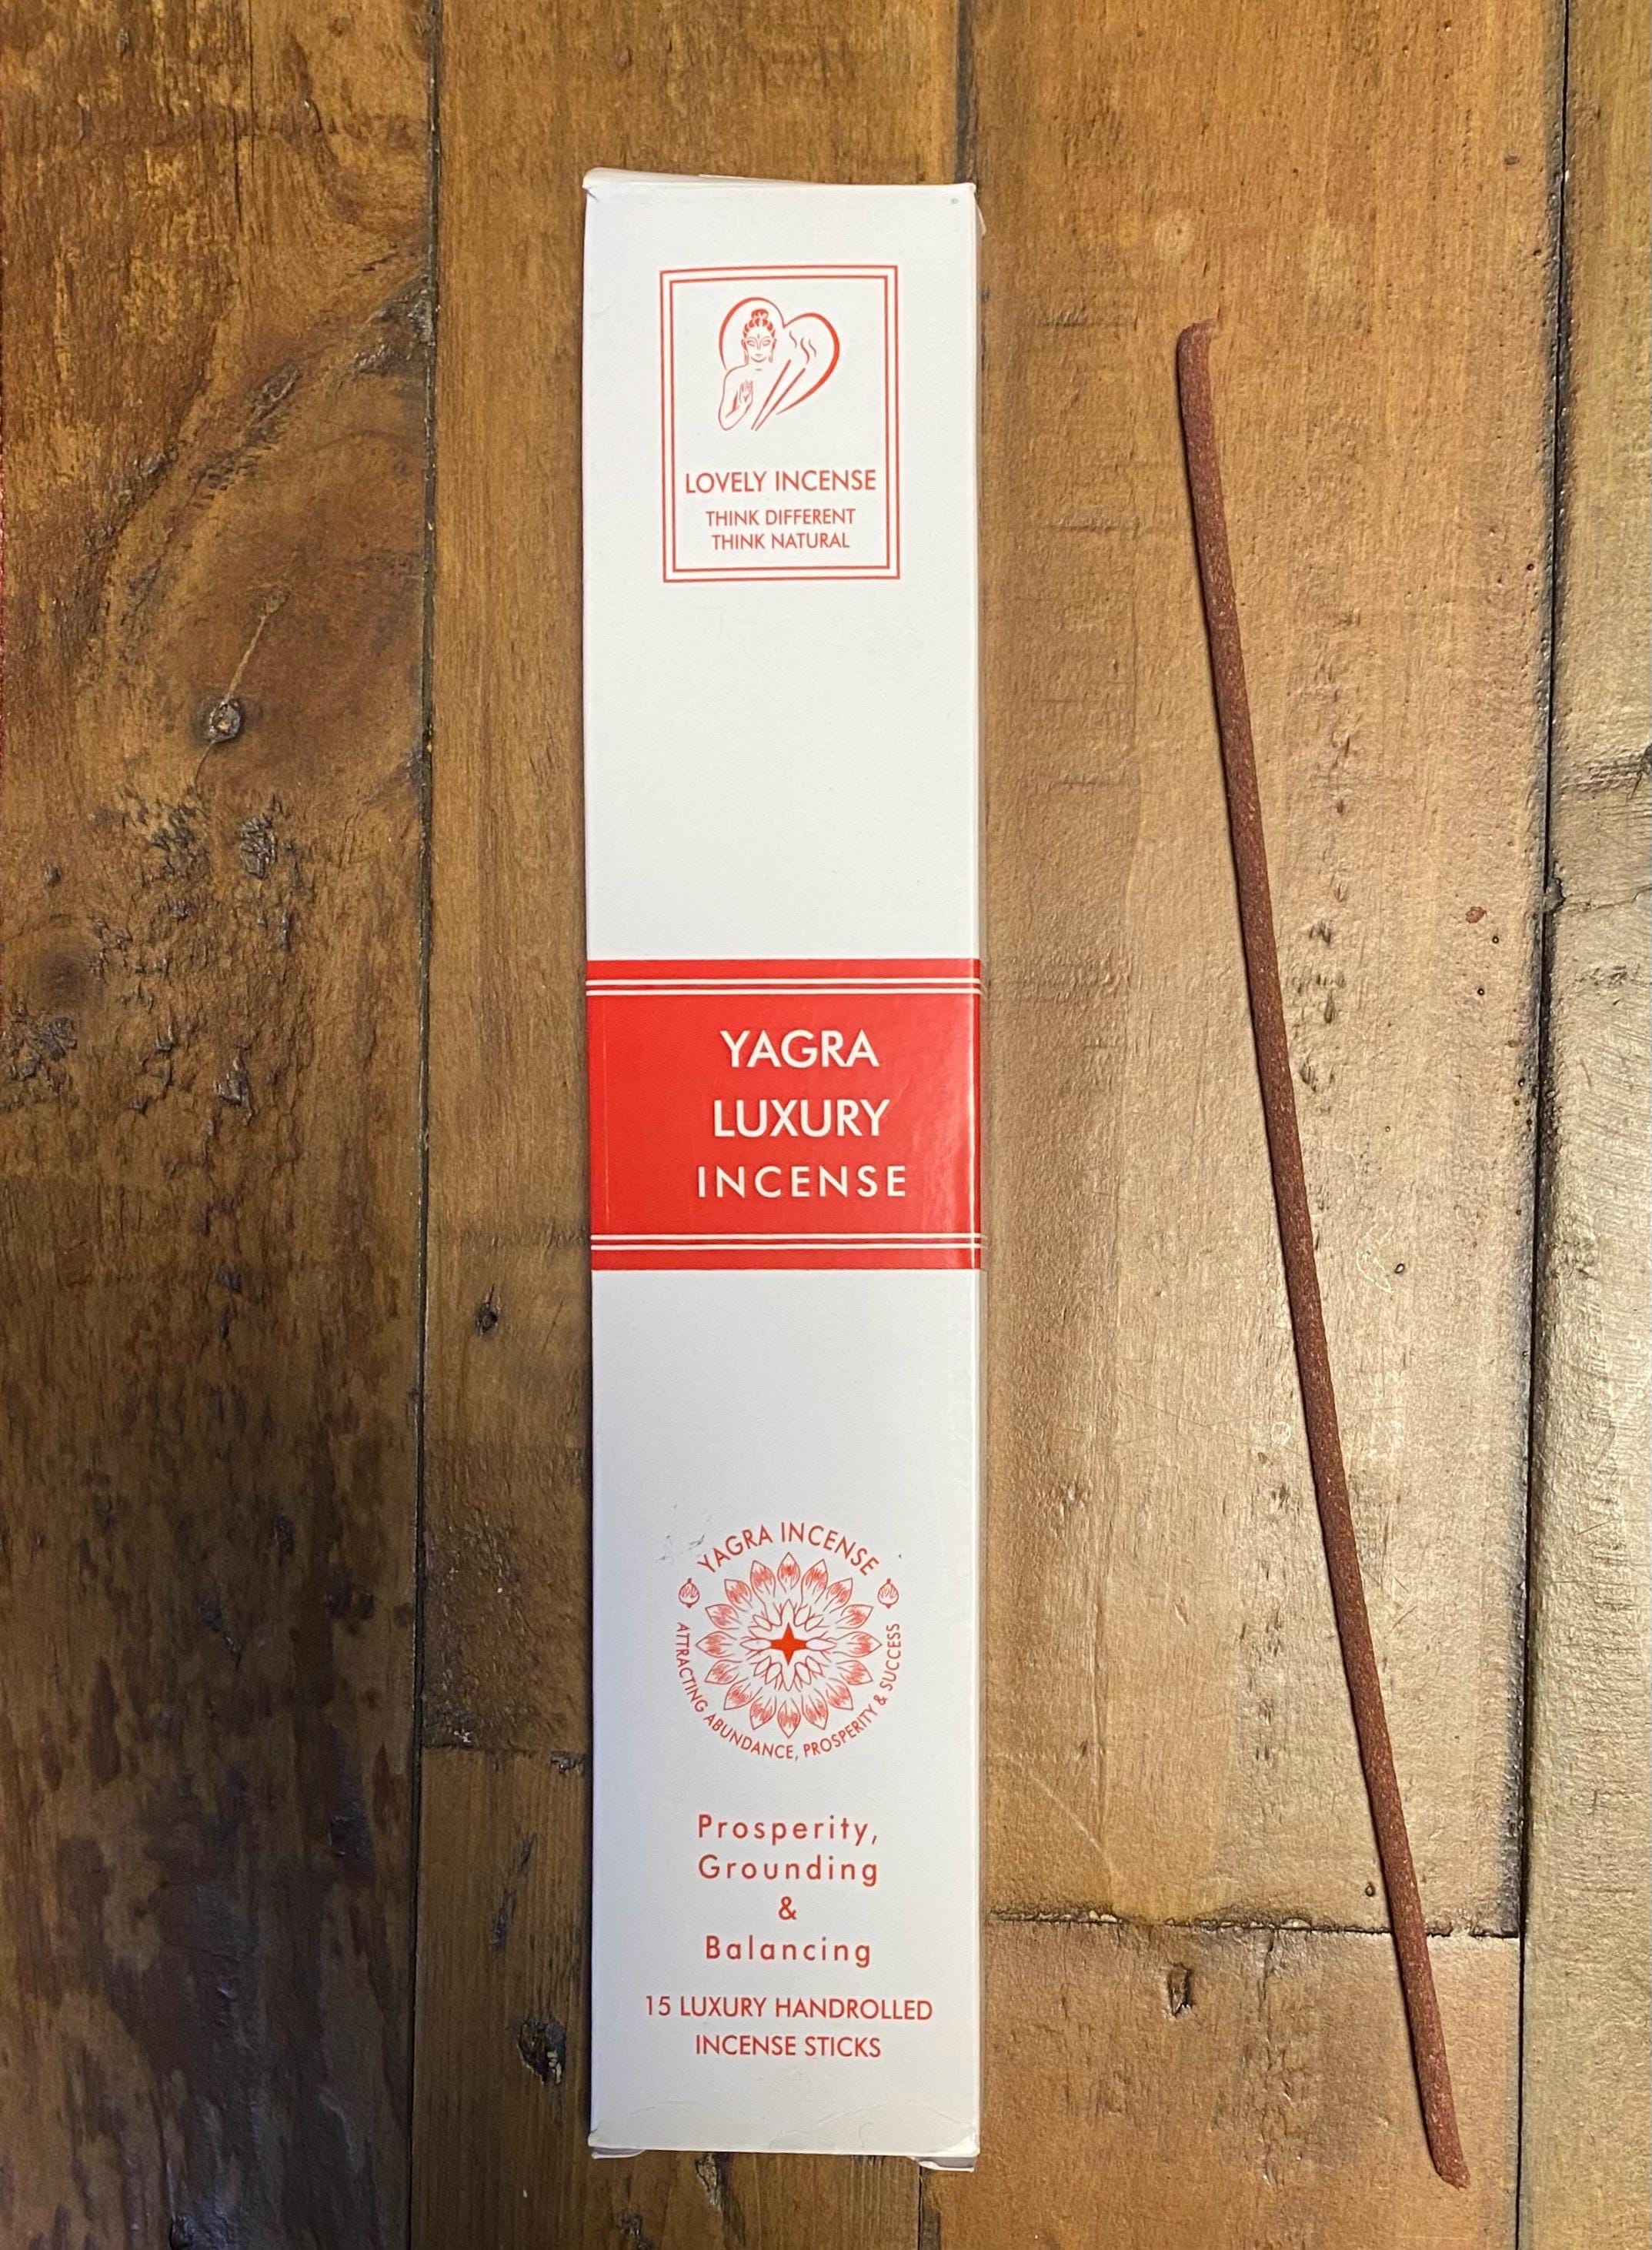 LOVELY INCENSE
THINK DIFFERENT
THINK NATURAL
YAGRA
LUXURY
INCENSE
YAGRA INCENSE
ATTRACTING ABUNDANCE, PROSPERITY & SUCCESS
Prosperity,
Grounding
&
Balancing
15 LUXURY HANDROLLED
INCENSE STICKS